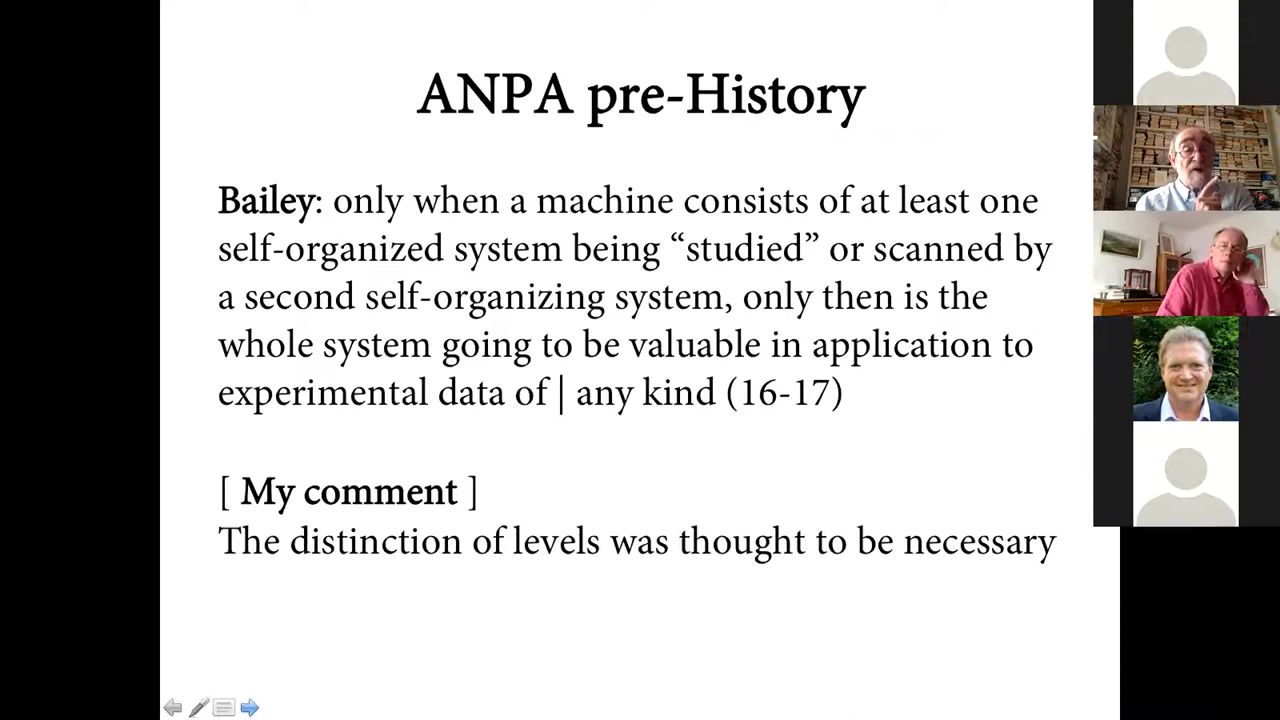 ANPA pre-History
Bailey: only when a machine consists of at least one
self-organized system being “studied” or scanned by
a second self-organizing system, only then is the
whole system going to be valuable in application to
experimental data of | any kind (16-17)
[ My comment ]
The distinction of levels was thought to be necessary